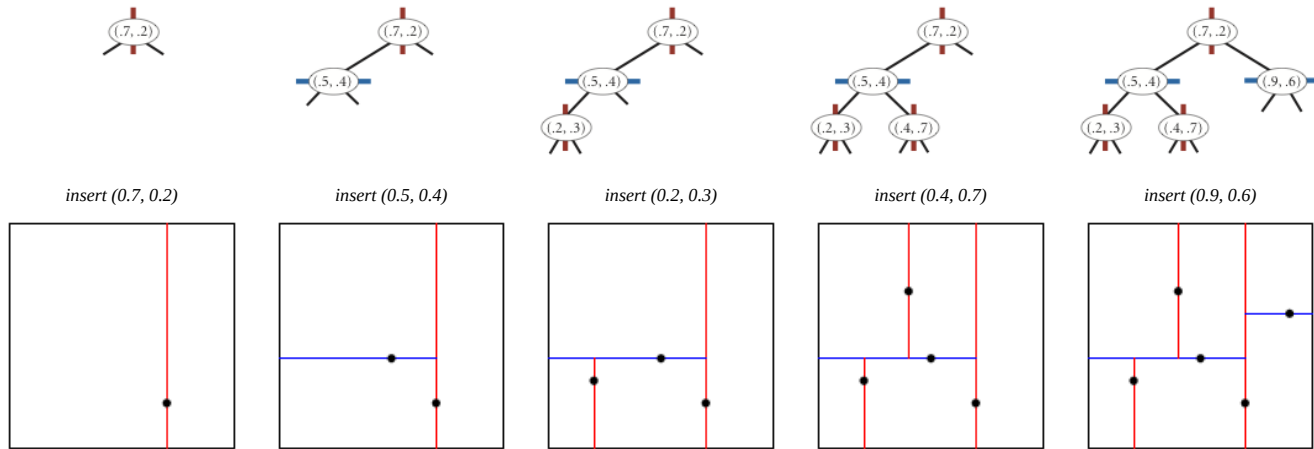 (.7, .2)
(.7, .2)
(.5, .4)
(.7, .2)
(.5, .4)
(.2, .3)
(.7, .2)
(.5, .4)
(.2, .3) (.4, .7)
(.7, .2)
(.5, .4) (.9, .6)
(.2, .3) (.4, .7)
insert (0.7, 0.2)
insert (0.5, 0.4)
insert (0.2, 0.3)
insert (0.4, 0.7)
insert (0.9, 0.6)